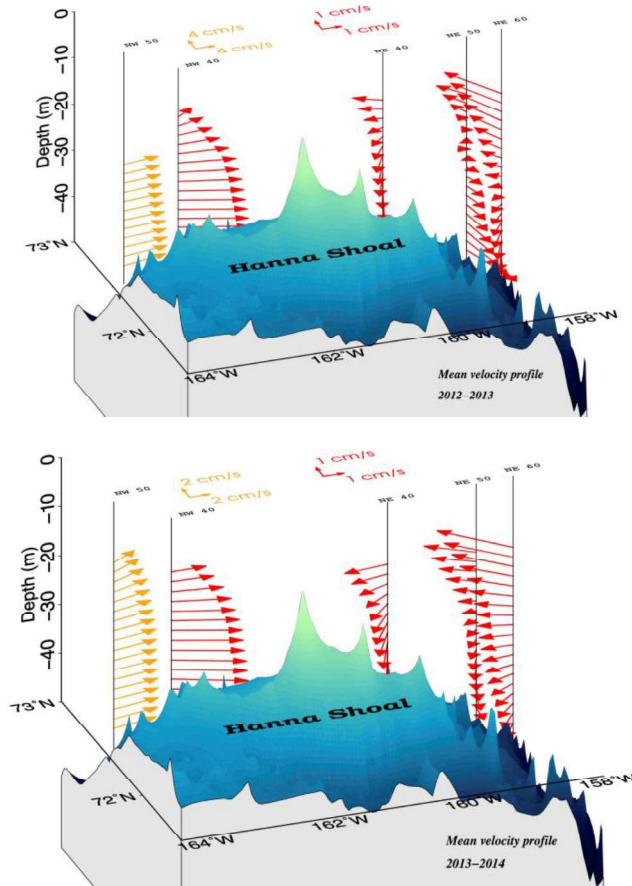 0
−10
−20
−30
−40
Depth (m)
NW 50
4 cm/s
4 cm/s
NW 40
1 cm/s
1 cm/s
NE 40
NE 50
NE 60
Hanna Shoal
73°N
72°N
164°W
162°W
160°W
158°W
Mean velocity profile
2012–2013
0
−10
−20
−30
−40
Depth (m)
NW 50
2 cm/s
2 cm/s
NW 40
1 cm/s
1 cm/s
NE 40
NE 50
NE 60
Hanna Shoal
73°N
72°N
164°W
162°W
160°W
158°W
Mean velocity profile
2013–2014